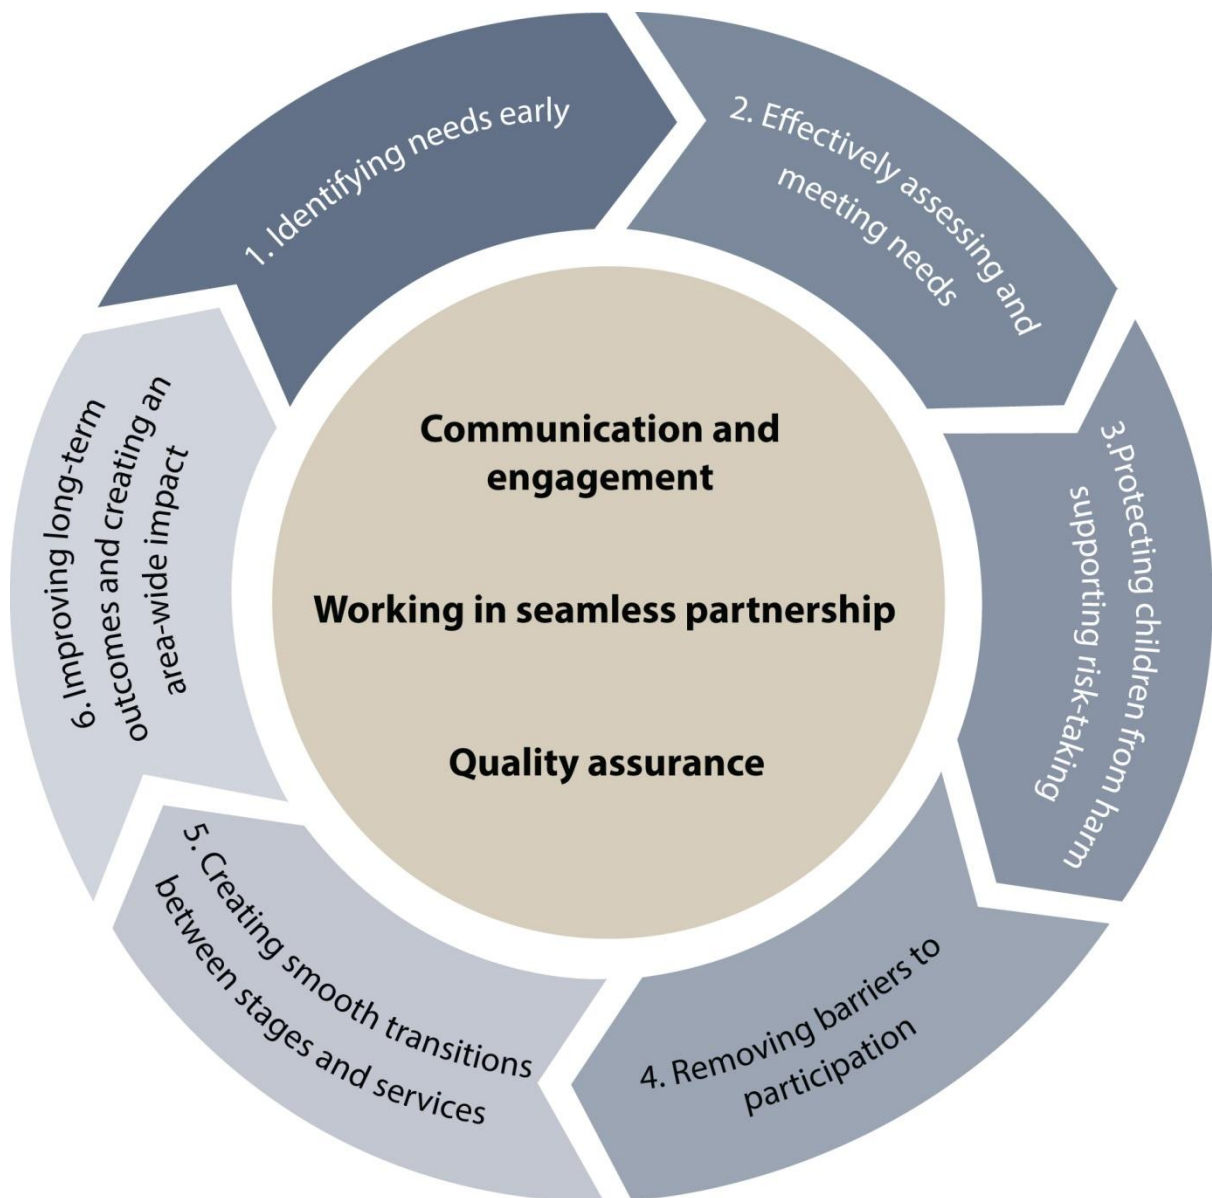 1. Identifying needs early
2. Effectively assessing and
meeting needs
3.Protecting children from harm
supporting risk-taking
4. Removing barriers to
participation
5. Creating smooth transitions
between stages and services
6. Improving long-term
outcomes and creating an
area-wide impact
Communication and
engagement
Working in seamless partnership
Quality assurance